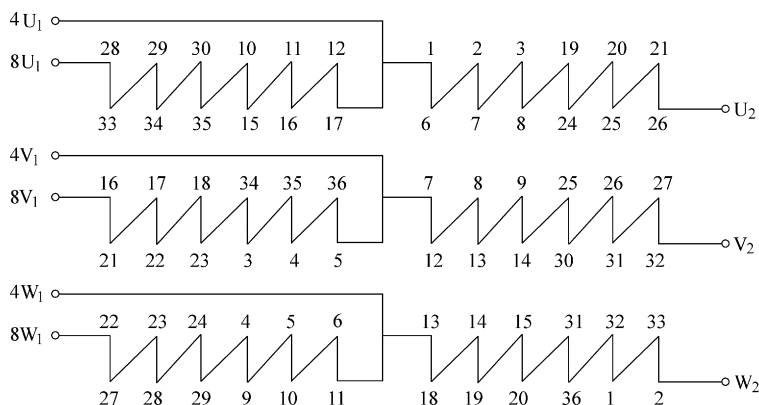 4U₁
28 29 30 10 11 12 1 2 3 19 20 21
8U₁
33 34 35 15 16 17 6 7 8 24 25 26 U₂
4V₁
16 17 18 34 35 36 7 8 9 25 26 27
8V₁
21 22 23 3 4 5 12 13 14 30 31 32 V₂
4W₁
22 23 24 4 5 6 13 14 15 31 32 33
8W₁
27 28 29 9 10 11 18 19 20 36 1 2 W₂